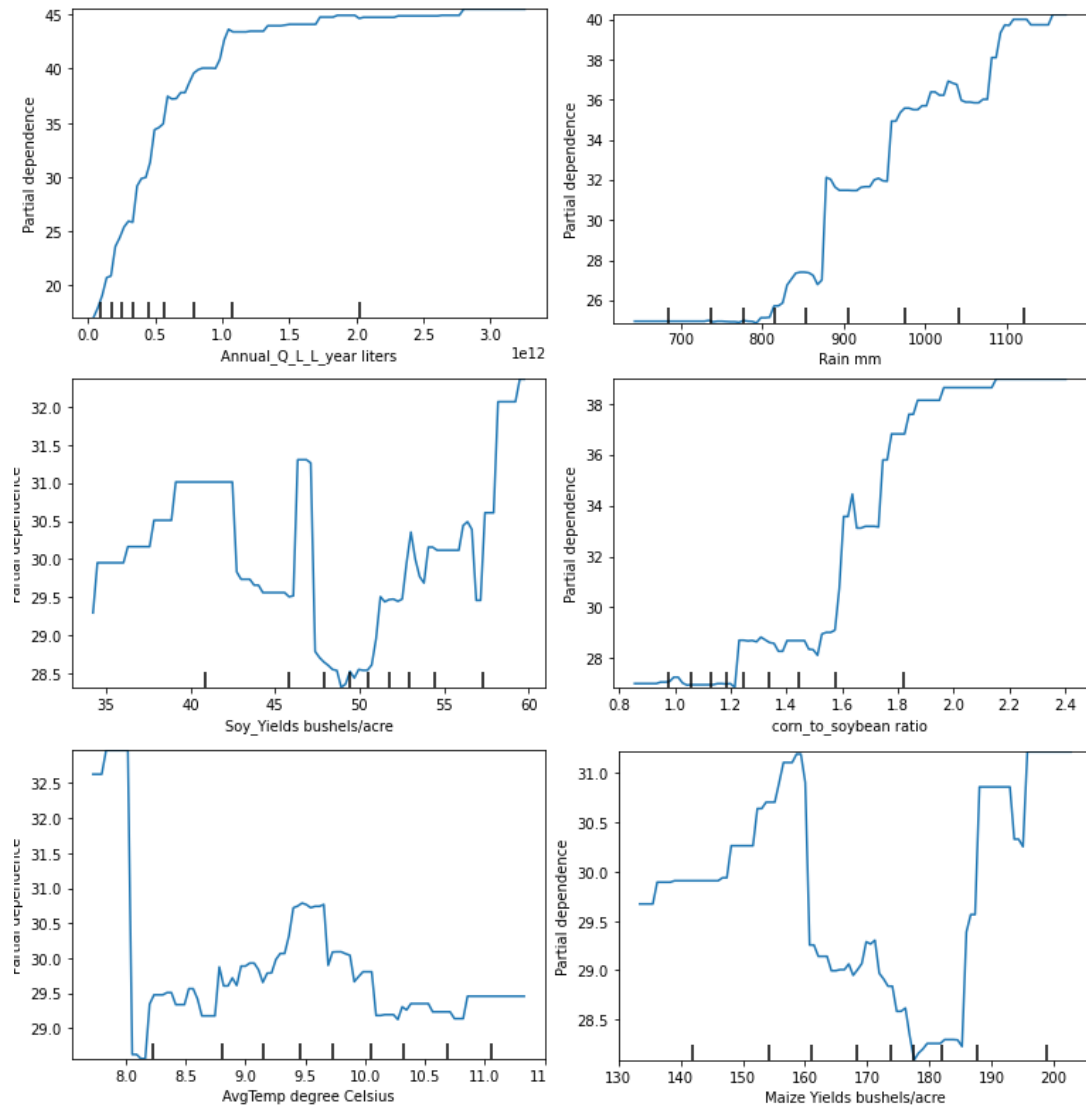 45
40
35
30
25
20
Partial dependence
0.0 0.5 1.0 1.5 2.0 2.5 3.0
1e12
Annual_Q_L_L_year liters
40
38
36
34
32
30
28
26
Partial dependence
700 800 900 1000 1100
Rain mm
32.0
31.5
31.0
30.5
30.0
29.5
29.0
28.5
Partial dependence
35 40 45 50 55 60
Soy_Yields bushels/acre
38
36
34
32
30
28
Partial dependence
0.8 1.0 1.2 1.4 1.6 1.8 2.0 2.2 2.4
corn_to_soybean ratio
32.5
32.0
31.5
31.0
30.5
30.0
29.5
29.0
Partial dependence
8.0 8.5 9.0 9.5 10.0 10.5 11.0 11
AvgTemp degree Celsius
31.0
30.5
30.0
29.5
29.0
28.5
Partial dependence
130 140 150 160 170 180 190 200
Maize Yields bushels/acre